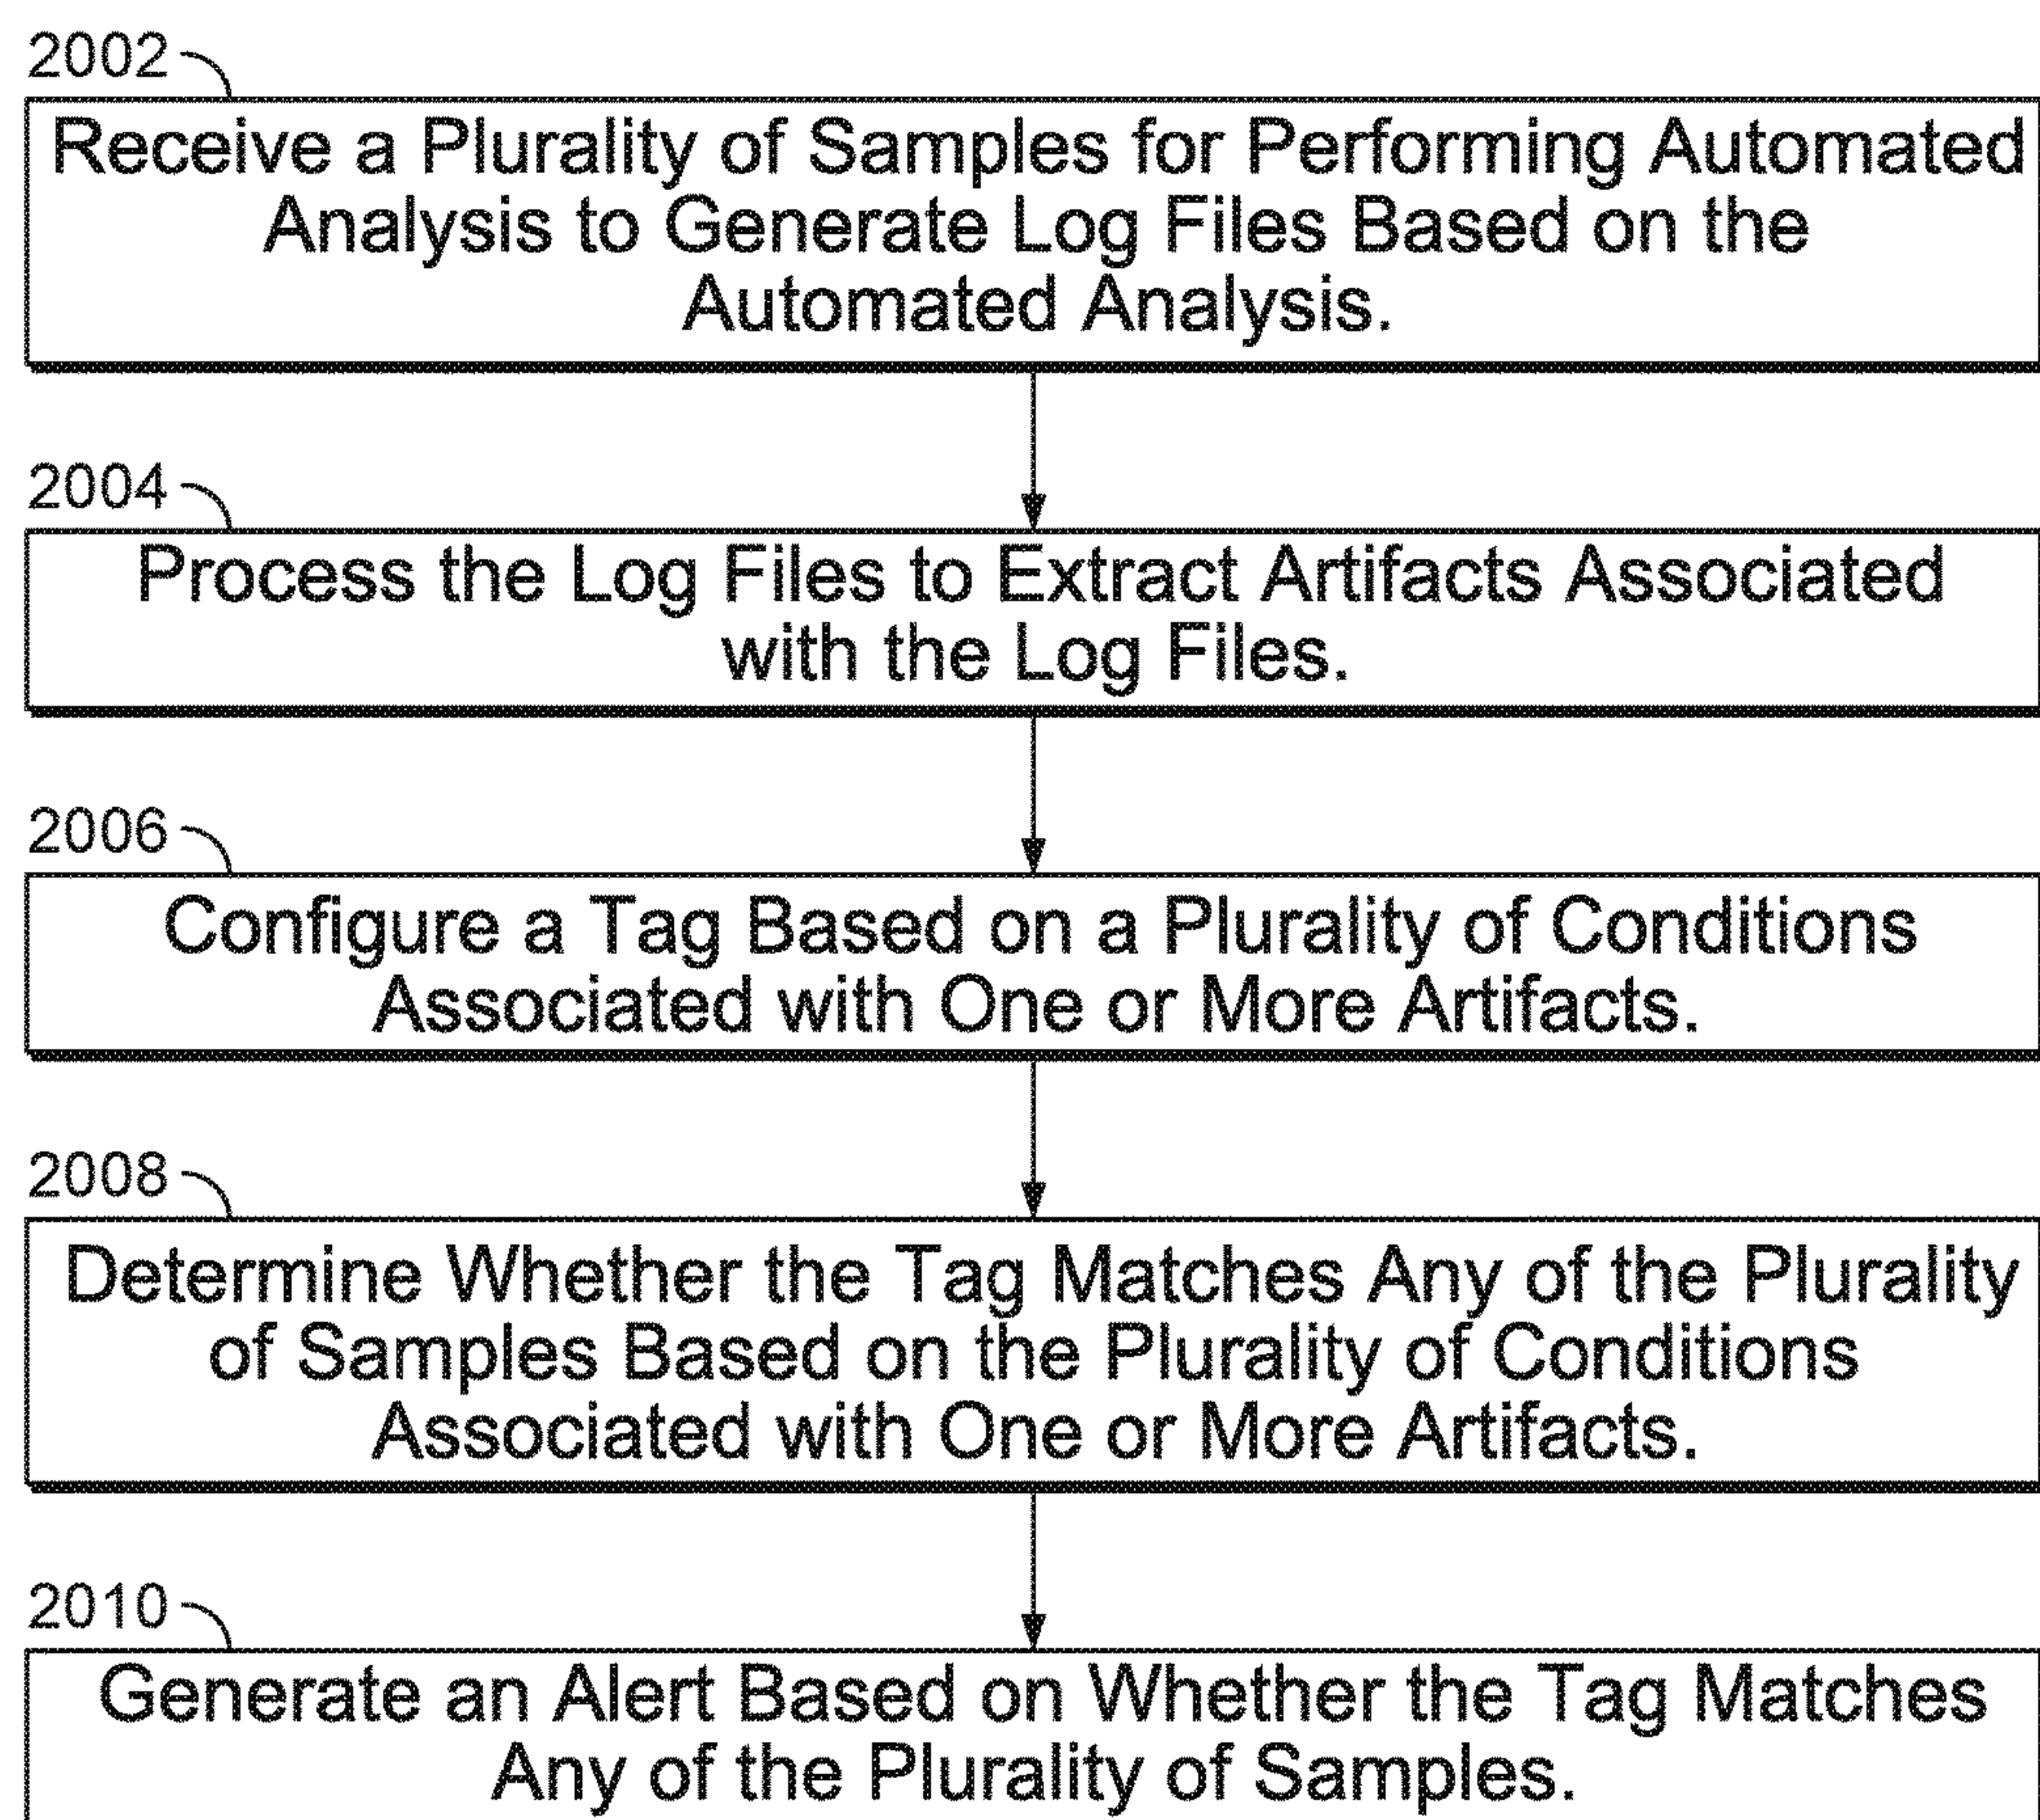 2002
Receive a Plurality of Samples for Performing Automated
Analysis to Generate Log Files Based on the
Automated Analysis.
2004
Process the Log Files to Extract Artifacts Associated
with the Log Files.
2006
Configure a Tag Based on a Plurality of Conditions
Associated with One or More Artifacts.
2008
Determine Whether the Tag Matches Any of the Plurality
of Samples Based on the Plurality of Conditions
Associated with One or More Artifacts.
2010
Generate an Alert Based on Whether the Tag Matches
Any of the Plurality of Samples.